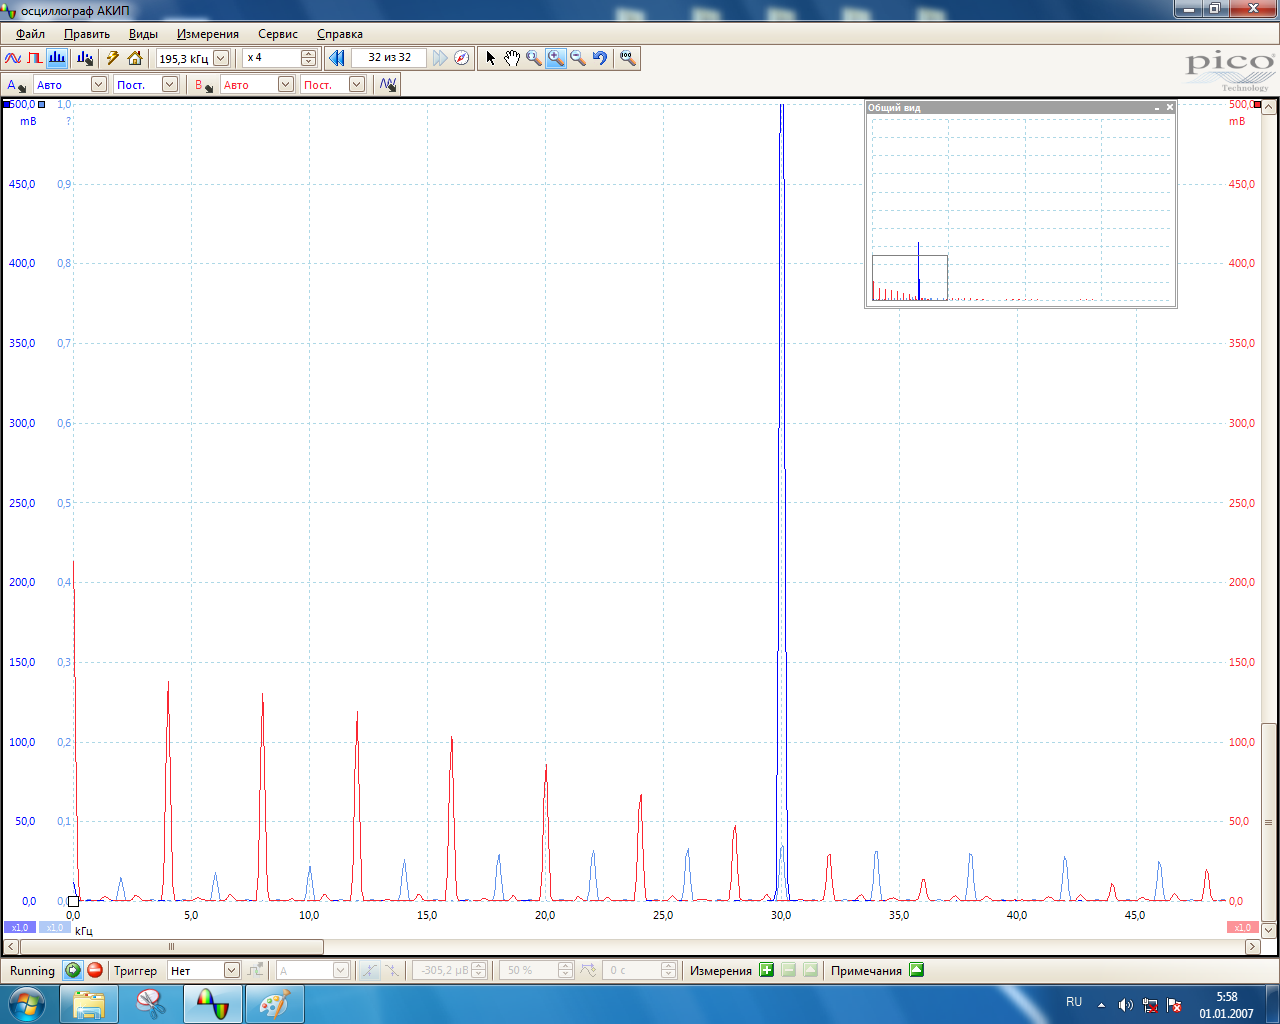 осциллограф АКИП
Файл Править Виды Измерения Сервис Справка
195,3 кГц x 4 32 из 32
pico
Technology
A Авто Пост. B Авто Пост.
500,0 1,0 500,0
мВ ? мВ
Общий вид
450,0 0,9 450,0
400,0 0,8 400,0
350,0 0,7 350,0
300,0 0,6 300,0
250,0 0,5 250,0
200,0 0,4 200,0
150,0 0,3 150,0
100,0 0,2 100,0
50,0 0,1 50,0
0,0 0,0 0,0
0,0 5,0 10,0 15,0 20,0 25,0 30,0 35,0 40,0 45,0
x1,0 x1,0 кГц x1,0
Running Триггер Нет A -305,2 µВ 50 % 0 с Измерения Примечания
RU 5:58
01.01.2007